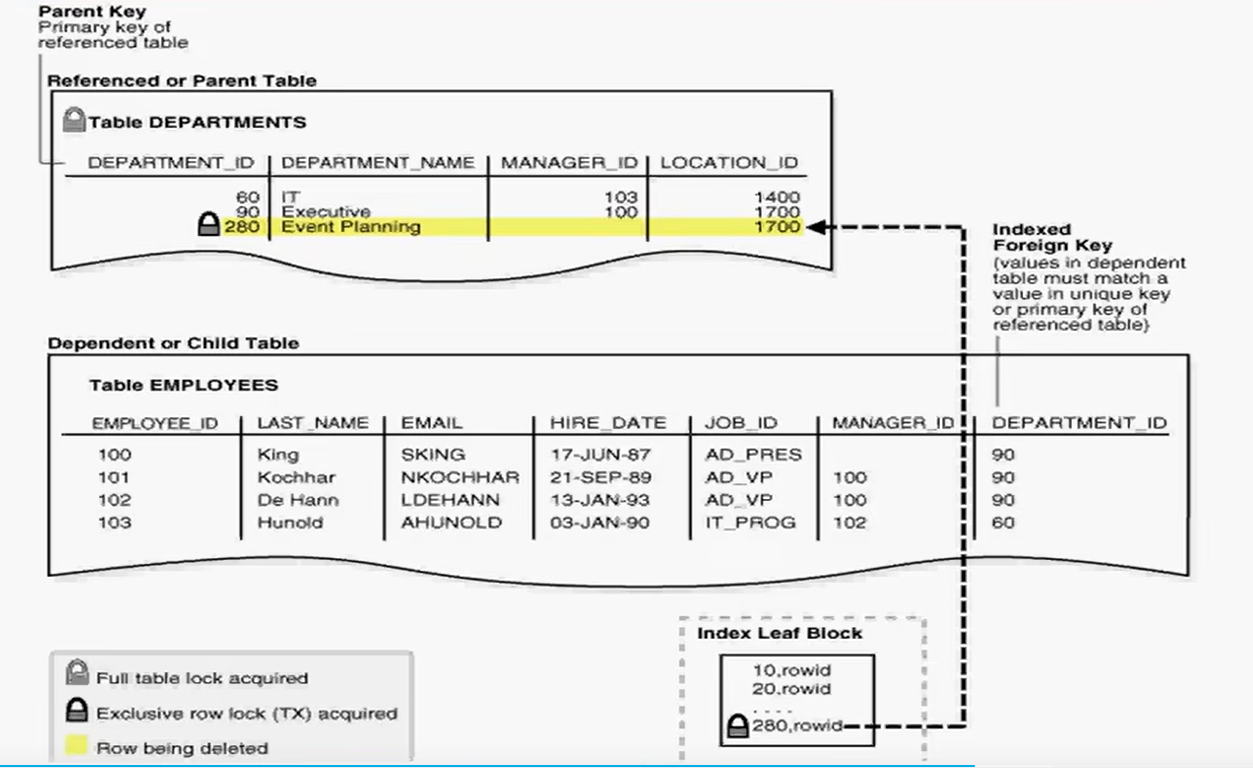 Parent Key
Primary key of
referenced table
Referenced or Parent Table
Table DEPARTMENTS
DEPARTMENT_ID DEPARTMENT_NAME MANAGER_ID LOCATION_ID
60 IT 103 1400
90 Executive 100 1700
280 Event Planning 1700
Indexed
Foreign Key
(values in dependent
table must match a
value in unique key
or primary key of
referenced table)
Dependent or Child Table
Table EMPLOYEES
EMPLOYEE_ID LAST_NAME EMAIL HIRE_DATE JOB_ID MANAGER_ID DEPARTMENT_ID
100 King SKING 17-JUN-87 AD_PRES 90
101 Kochhar NKOCHHAR 21-SEP-89 AD_VP 100 90
102 De Hann LDEHANN 13-JAN-93 AD_VP 100 90
103 Hunold AHUNOLD 03-JAN-90 IT_PROG 102 60
Index Leaf Block
10,rowid
20.rowid
. . . .
280,rowid
Full table lock acquired
Exclusive row lock (TX) acquired
Row being deleted